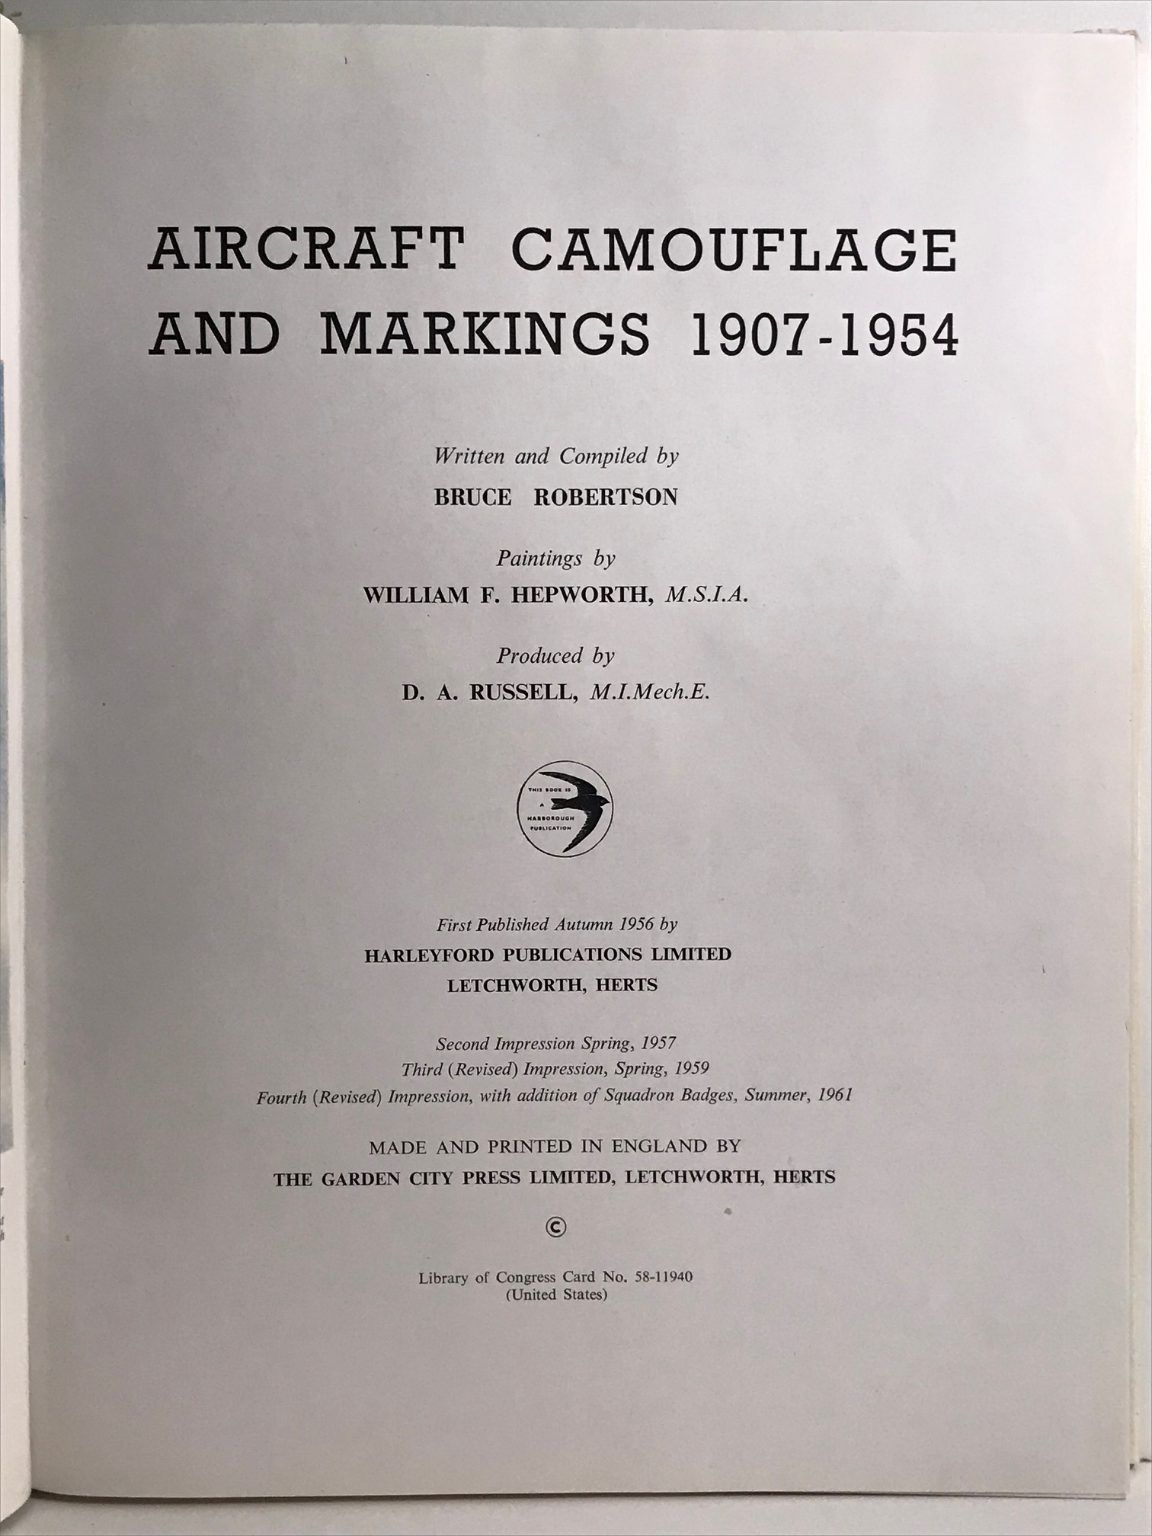 AIRCRAFT CAMOUFLAGE
AND MARKINGS 1907-1954
Written and Compiled by
BRUCE ROBERTSON
Paintings by
WILLIAM F. HEPWORTH, M.S.I.A.
Produced by
D. A. RUSSELL, M.I.Mech.E.
THIS BOOK IS
A
HARBOROUGH
PUBLICATION
First Published Autumn 1956 by
HARLEYFORD PUBLICATIONS LIMITED
LETCHWORTH, HERTS
Second Impression Spring, 1957
Third (Revised) Impression, Spring, 1959
Fourth (Revised) Impression, with addition of Squadron Badges, Summer, 1961
MADE AND PRINTED IN ENGLAND BY
THE GARDEN CITY PRESS LIMITED, LETCHWORTH, HERTS
©
Library of Congress Card No. 58-11940
(United States)